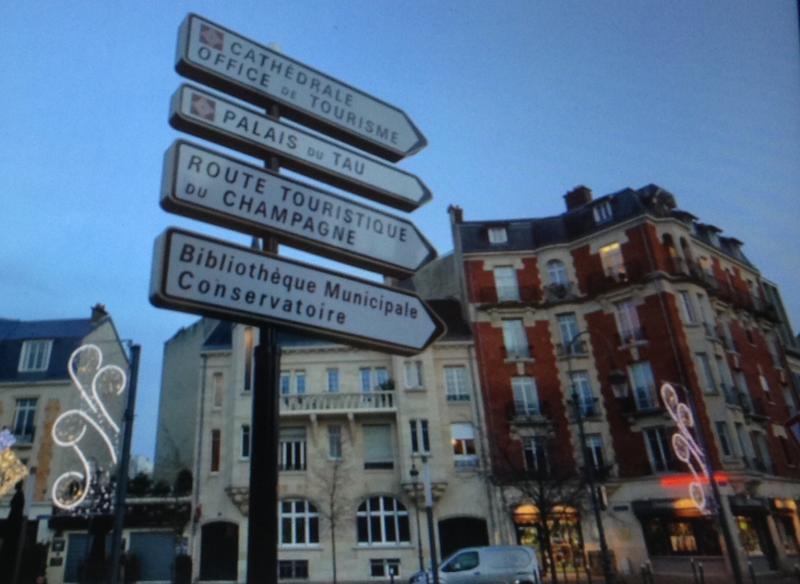 CATHÉDRALE
OFFICE DE TOURISME
PALAIS DU TAU
ROUTE TOURISTIQUE
DU CHAMPAGNE
Bibliothèque Municipale
Conservatoire